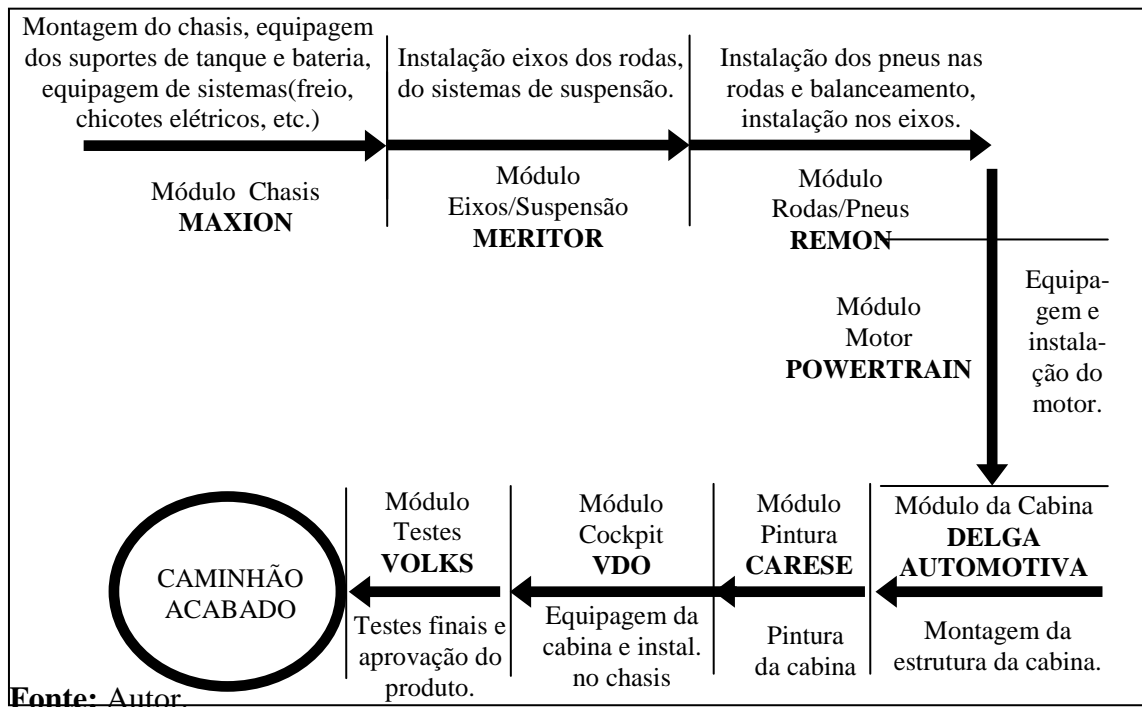 Montagem do chasis, equipagem
dos suportes de tanque e bateria,
equipagem de sistemas(freio,
chicotes elétricos, etc.)
Instalação eixos dos rodas,
do sistemas de suspensão.
Instalação dos pneus nas
rodas e balanceamento,
instalação nos eixos.
Módulo Chasis
MAXION
Módulo
Eixos/Suspensão
MERITOR
Módulo
Rodas/Pneus
REMON
Módulo
Motor
POWERTRAIN
Equipa-
gem e
instala-
ção do
motor.
CAMINHÃO
ACABADO
Módulo
Testes
VOLKS
Testes finais e
aprovação do
produto.
Módulo
Cockpit
VDO
Equipagem da
cabina e instal.
no chasis
Módulo
Pintura
CARESE
Pintura
da cabina
Módulo da Cabina
DELGA
AUTOMOTIVA
Montagem da
estrutura da cabina.
Fonte: Autor.